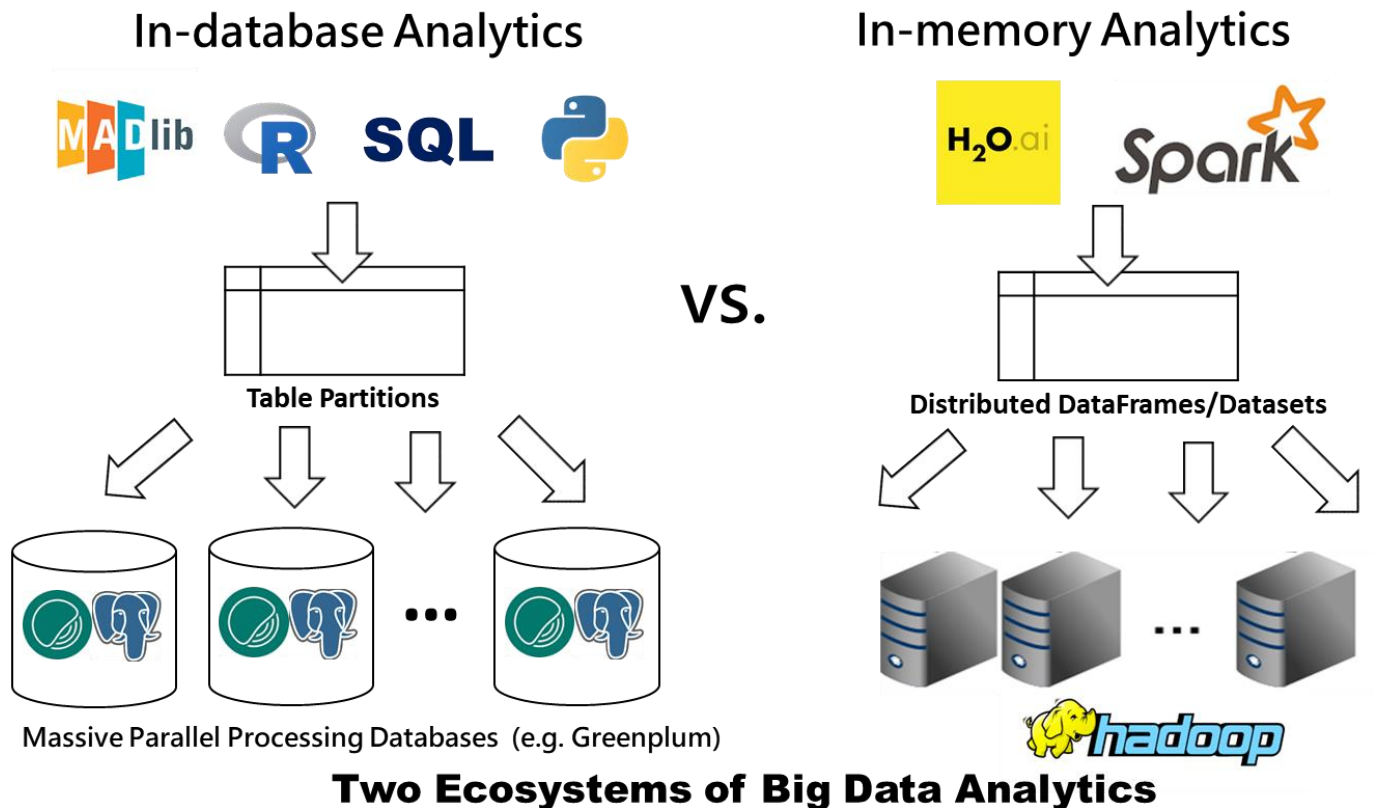 In-database Analytics
In-memory Analytics
MADlib
R
SQL
H2O.ai
Spark
VS.
Table Partitions
Distributed DataFrames/Datasets
...
...
Massive Parallel Processing Databases (e.g. Greenplum)
hadoop
Two Ecosystems of Big Data Analytics